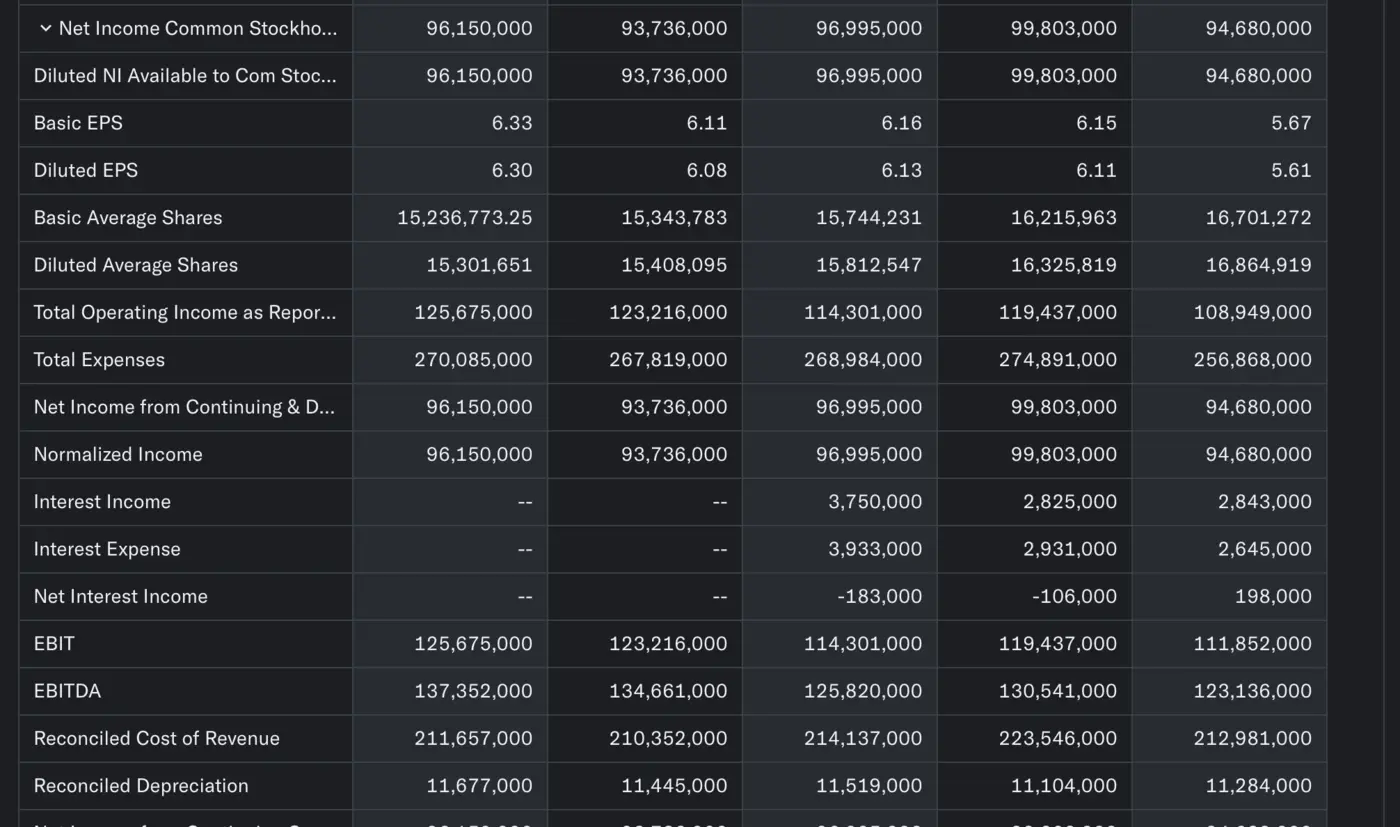 Net Income Common Stockho... 96,150,000 93,736,000 96,995,000 99,803,000 94,680,000
Diluted NI Available to Com Stoc... 96,150,000 93,736,000 96,995,000 99,803,000 94,680,000
Basic EPS 6.33 6.11 6.16 6.15 5.67
Diluted EPS 6.30 6.08 6.13 6.11 5.61
Basic Average Shares 15,236,773.25 15,343,783 15,744,231 16,215,963 16,701,272
Diluted Average Shares 15,301,651 15,408,095 15,812,547 16,325,819 16,864,919
Total Operating Income as Repor... 125,675,000 123,216,000 114,301,000 119,437,000 108,949,000
Total Expenses 270,085,000 267,819,000 268,984,000 274,891,000 256,868,000
Net Income from Continuing & D... 96,150,000 93,736,000 96,995,000 99,803,000 94,680,000
Normalized Income 96,150,000 93,736,000 96,995,000 99,803,000 94,680,000
Interest Income -- -- 3,750,000 2,825,000 2,843,000
Interest Expense -- -- 3,933,000 2,931,000 2,645,000
Net Interest Income -- -- -183,000 -106,000 198,000
EBIT 125,675,000 123,216,000 114,301,000 119,437,000 111,852,000
EBITDA 137,352,000 134,661,000 125,820,000 130,541,000 123,136,000
Reconciled Cost of Revenue 211,657,000 210,352,000 214,137,000 223,546,000 212,981,000
Reconciled Depreciation 11,677,000 11,445,000 11,519,000 11,104,000 11,284,000